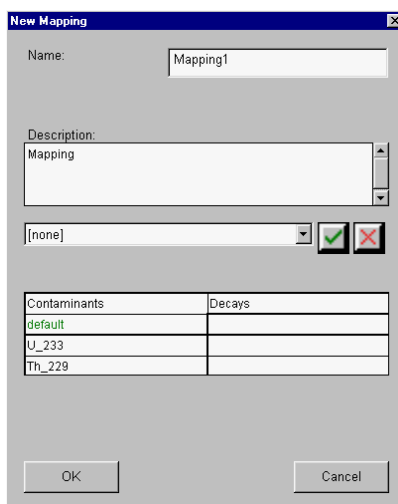 New Mapping
Name:
Mapping1
Description:
Mapping
[none]
Contaminants Decays
default
U_233
Th_229
OK Cancel